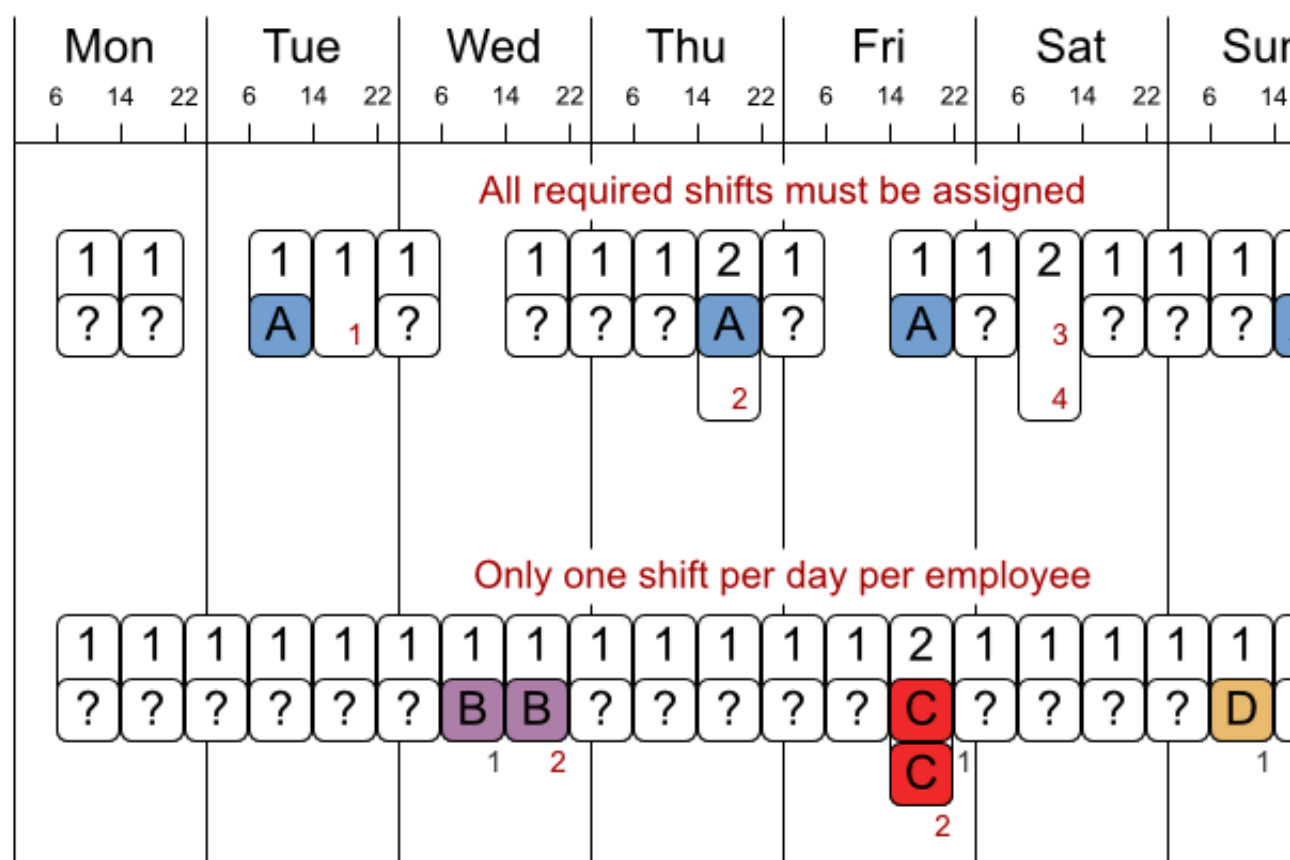 Mon Tue Wed Thu Fri Sat Sun
6 14 22 6 14 22 6 14 22 6 14 22 6 14 22 6 14 22 6 14
All required shifts must be assigned
1 1 1 1 1 1 1 1 2 1 1 1 2 1 1 1
? ? A 1 ? ? ? ? A ? A ? 3 ? ? ?
2 4
Only one shift per day per employee
1 1 1 1 1 1 1 1 1 1 1 1 1 2 1 1 1 1 1
? ? ? ? ? ? B B ? ? ? ? ? C ? ? ? ? D
1 2 C 1 1
2